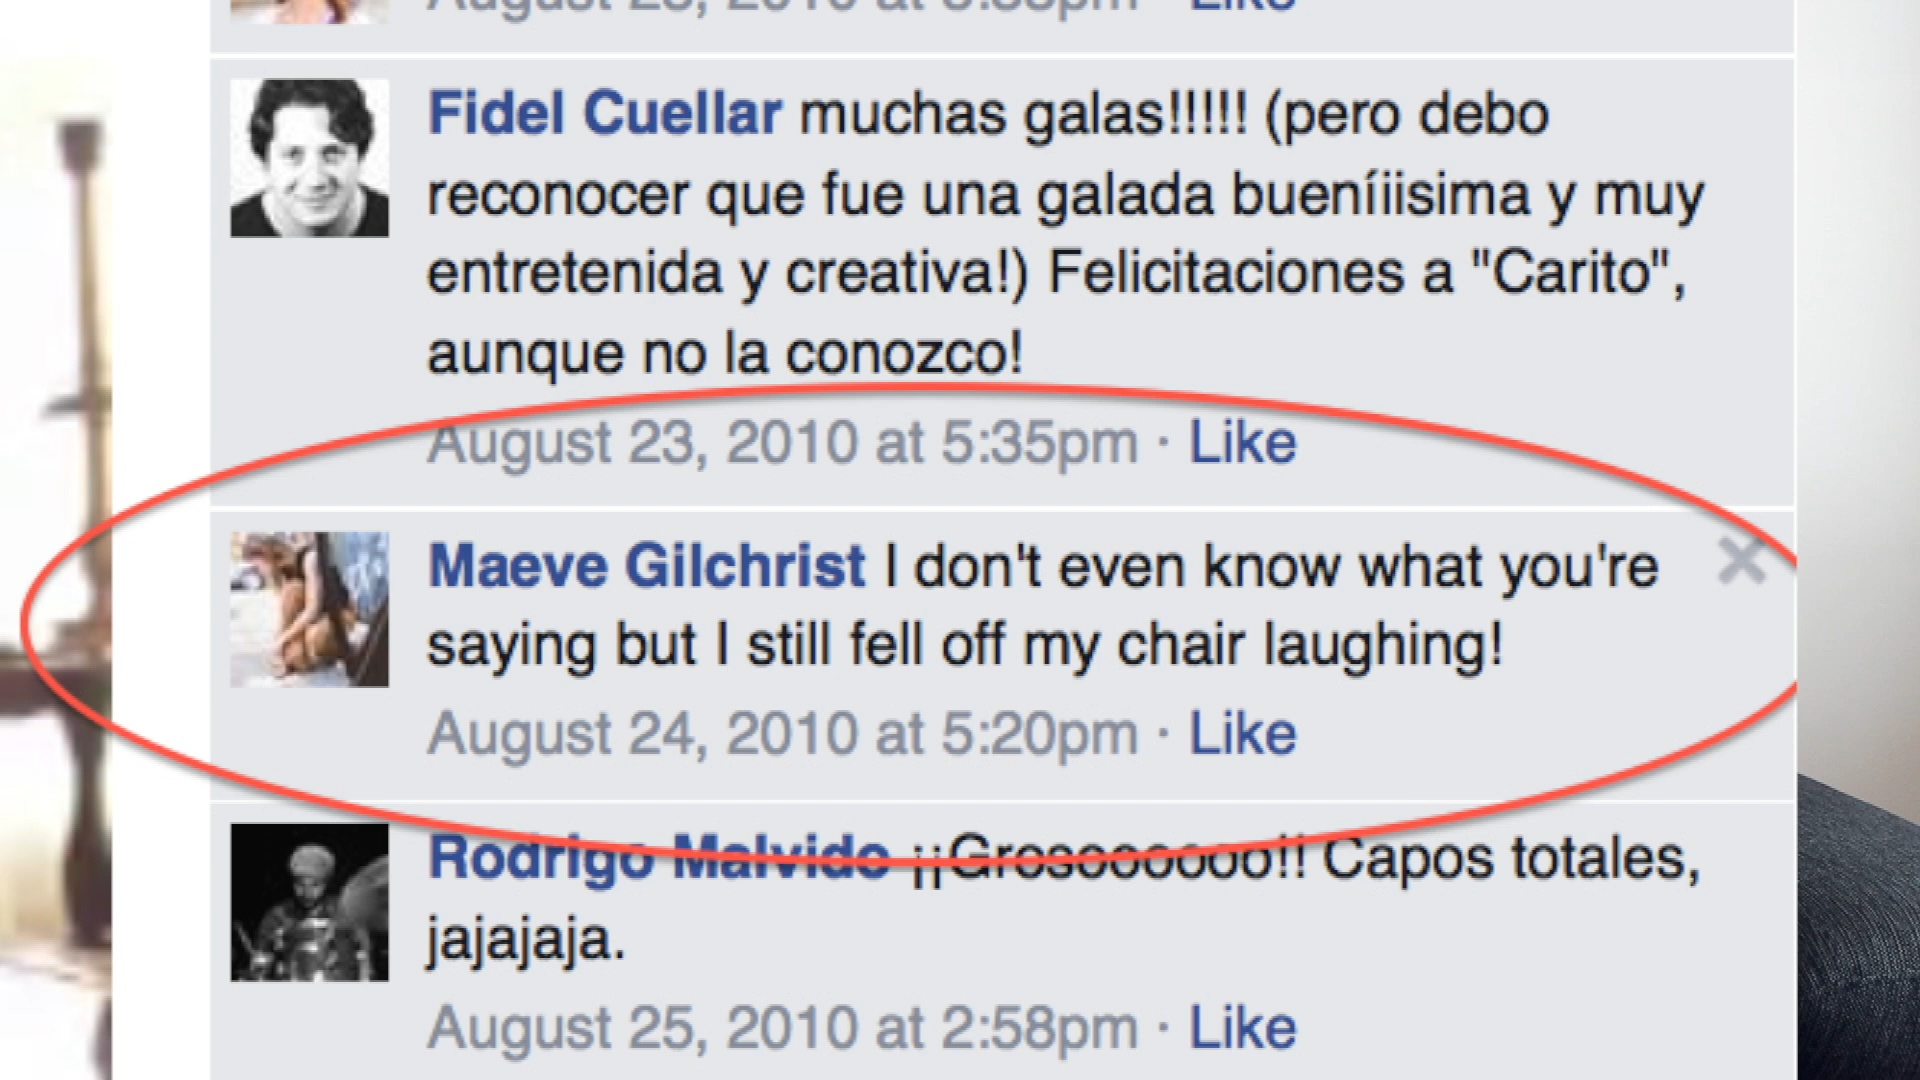 Like
Fidel Cuellar muchas galas!!!!! (pero debo
reconocer que fue una galada bueníiisima y muy
entretenida y creativa!) Felicitaciones a "Carito",
aunque no la conozco!
August 23, 2010 at 5:35pm · Like
Maeve Gilchrist I don't even know what you're
saying but I still fell off my chair laughing!
August 24, 2010 at 5:20pm · Like
Rodrigo Malvido ¡¡Grosoooooo!! Capos totales,
jajajaja.
August 25, 2010 at 2:58pm · Like